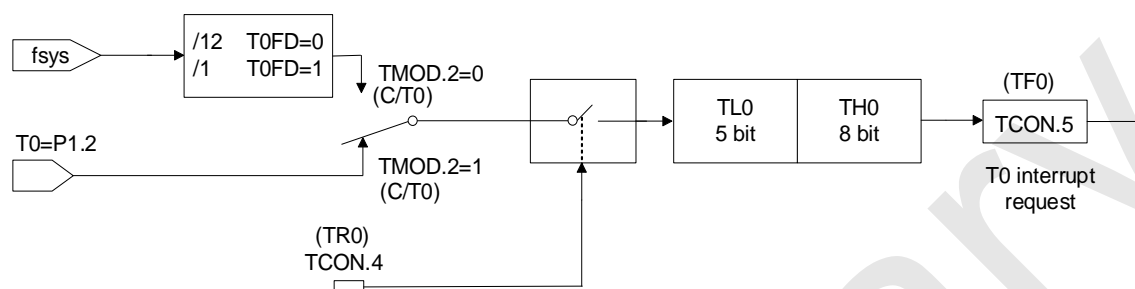 fsys
/12 T0FD=0
/1 T0FD=1
TMOD.2=0
(C/T0)
T0=P1.2
TMOD.2=1
(C/T0)
(TR0)
TCON.4
TL0
5 bit
TH0
8 bit
(TF0)
TCON.5
T0 interrupt
request